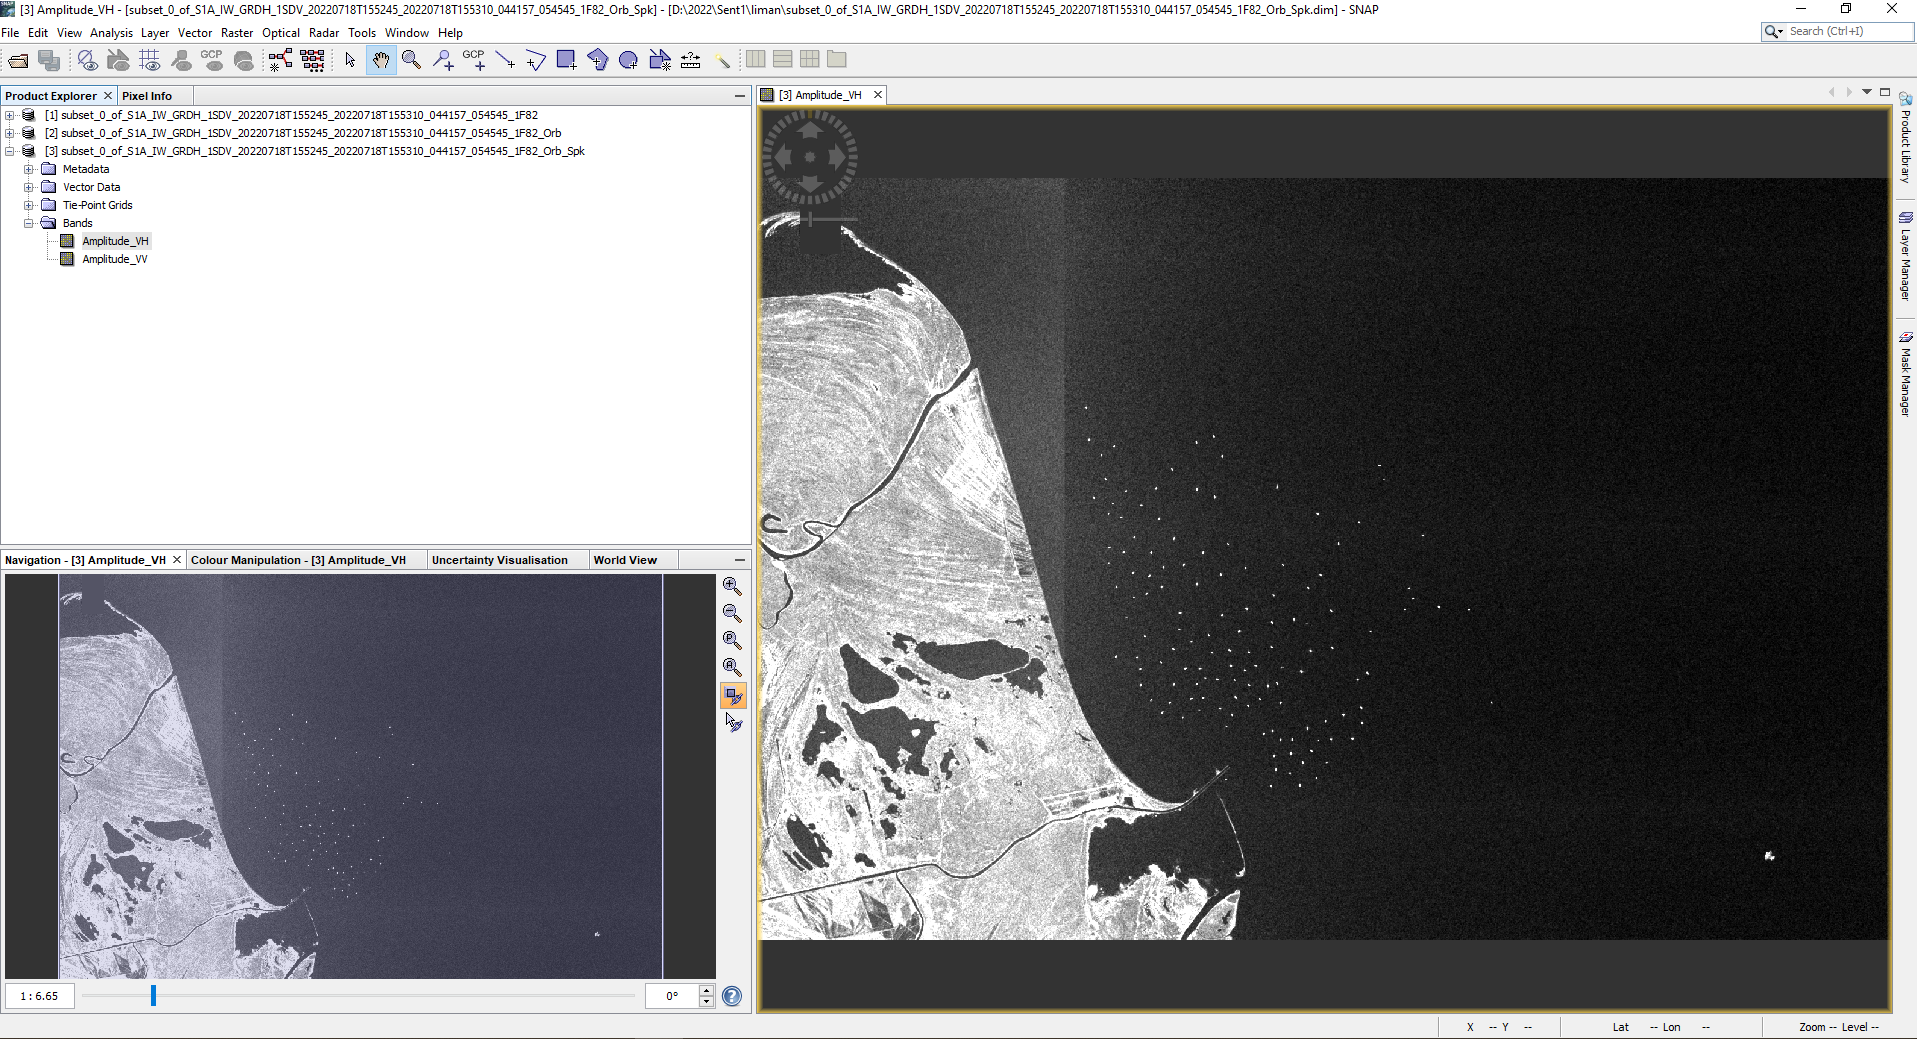 [3] Amplitude_VH - [subset_0_of_S1A_IW_GRDH_1SDV_20220718T155245_20220718T155310_044157_054545_1F82_Orb_Spk] - [D:\2022\Sent1\liman\subset_0_of_S1A_IW_GRDH_1SDV_20220718T155245_20220718T155310_044157_054545_1F82_Orb_Spk.dim] - SNAP
File Edit View Analysis Layer Vector Raster Optical Radar Tools Window Help
Search (Ctrl+I)
GCP GCP
Product Explorer Pixel Info
[3] Amplitude_VH
[1] subset_0_of_S1A_IW_GRDH_1SDV_20220718T155245_20220718T155310_044157_054545_1F82
[2] subset_0_of_S1A_IW_GRDH_1SDV_20220718T155245_20220718T155310_044157_054545_1F82_Orb
[3] subset_0_of_S1A_IW_GRDH_1SDV_20220718T155245_20220718T155310_044157_054545_1F82_Orb_Spk
Metadata
Vector Data
Tie-Point Grids
Bands
Amplitude_VH
Amplitude_VV
Product Library
Layer Manager
Mask Manager
Navigation - [3] Amplitude_VH Colour Manipulation - [3] Amplitude_VH Uncertainty Visualisation World View
1 : 6.65
0°
X -- Y -- Lat -- Lon -- Zoom -- Level --